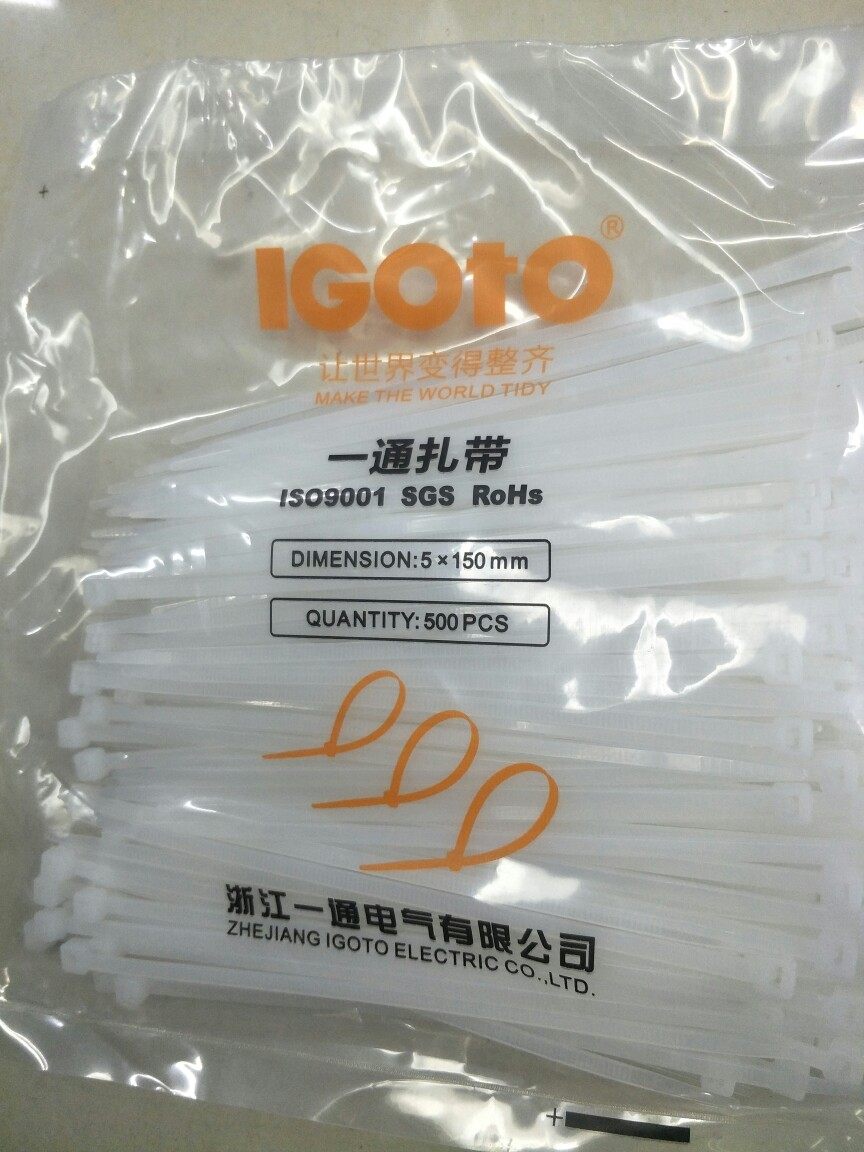 IGOTO®
让世界变得整齐
MAKE THE WORLD TIDY
一通扎带
ISO9001 SGS RoHs
DIMENSION:5×150mm
QUANTITY:500PCS
浙江一通电气有限公司
ZHEJIANG IGOTO ELECTRIC CO.,LTD.